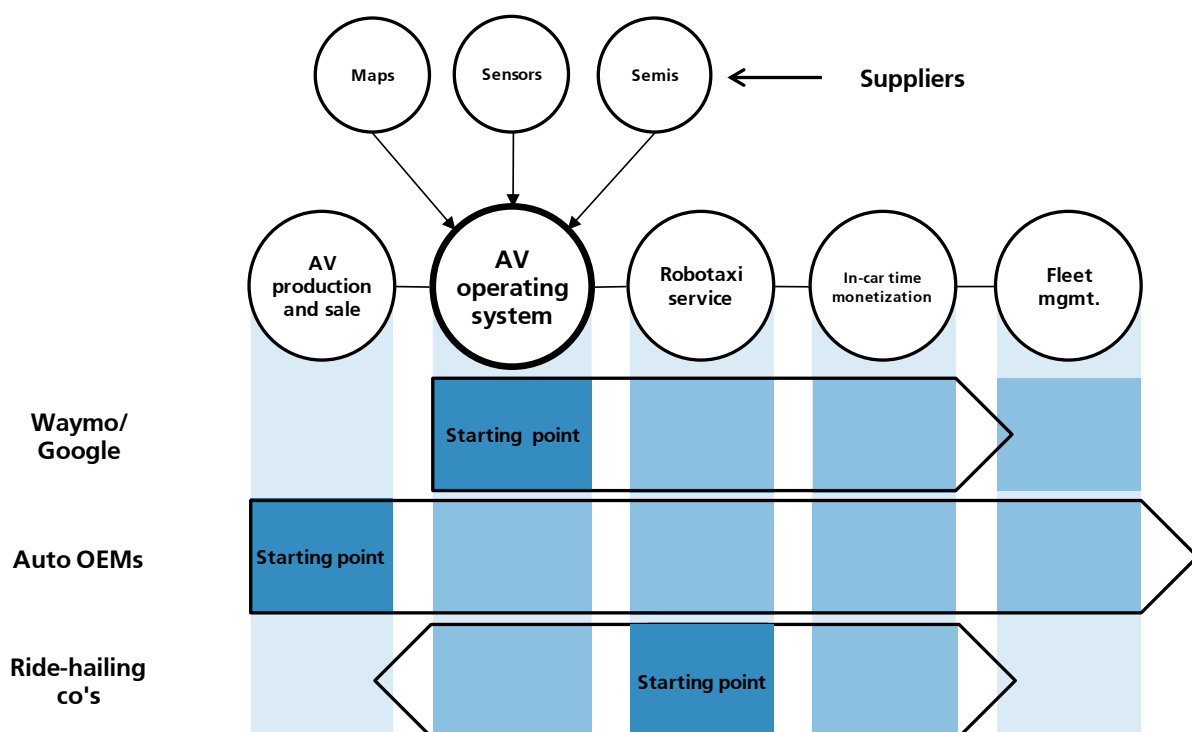 Maps
Sensors
Semis
Suppliers
AV
production
and sale
AV
operating
system
Robotaxi
service
In-car time
monetization
Fleet
mgmt.
Waymo/
Google
Starting point
Auto OEMs
Starting point
Ride-hailing
co's
Starting point